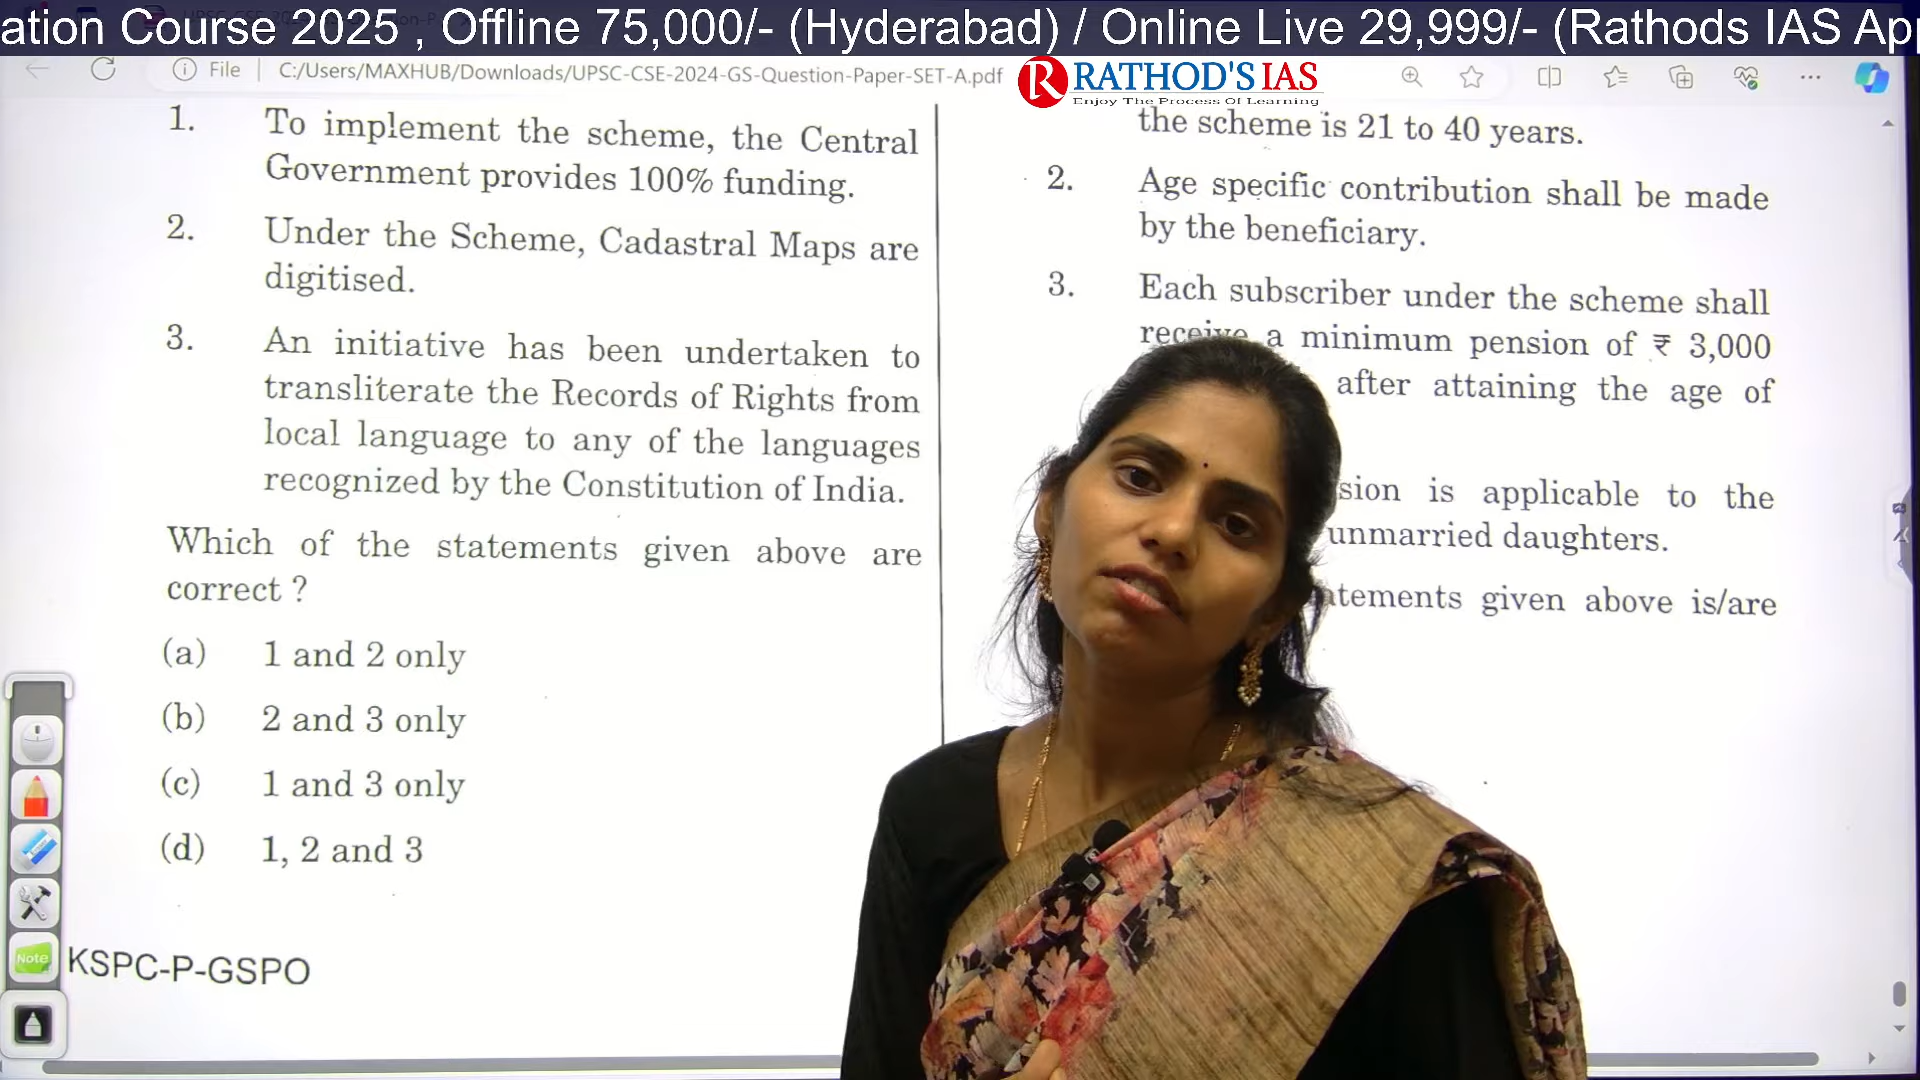 ation Course 2025 , Offline 75,000/- (Hyderabad) / Online Live 29,999/- (Rathods IAS Ap
File
C:/Users/MAXHUB/Downloads/UPSC-CSE-2024-GS-Question-Paper-SET-A.pdf
RATHOD'S IAS
Enjoy The Process Of Learning
1. To implement the scheme, the Central
Government provides 100% funding.
2. Under the Scheme, Cadastral Maps are
digitised.
3. An initiative has been undertaken to
transliterate the Records of Rights from
local language to any of the languages
recognized by the Constitution of India.
Which of the statements given above are
correct ?
(a) 1 and 2 only
(b) 2 and 3 only
(c) 1 and 3 only
(d) 1, 2 and 3
Note
KSPC-P-GSPO
the scheme is 21 to 40 years.
2. Age specific contribution shall be made
by the beneficiary.
3. Each subscriber under the scheme shall
receive a minimum pension of ₹ 3,000
after attaining the age of
sion is applicable to the
unmarried daughters.
tements given above is/are